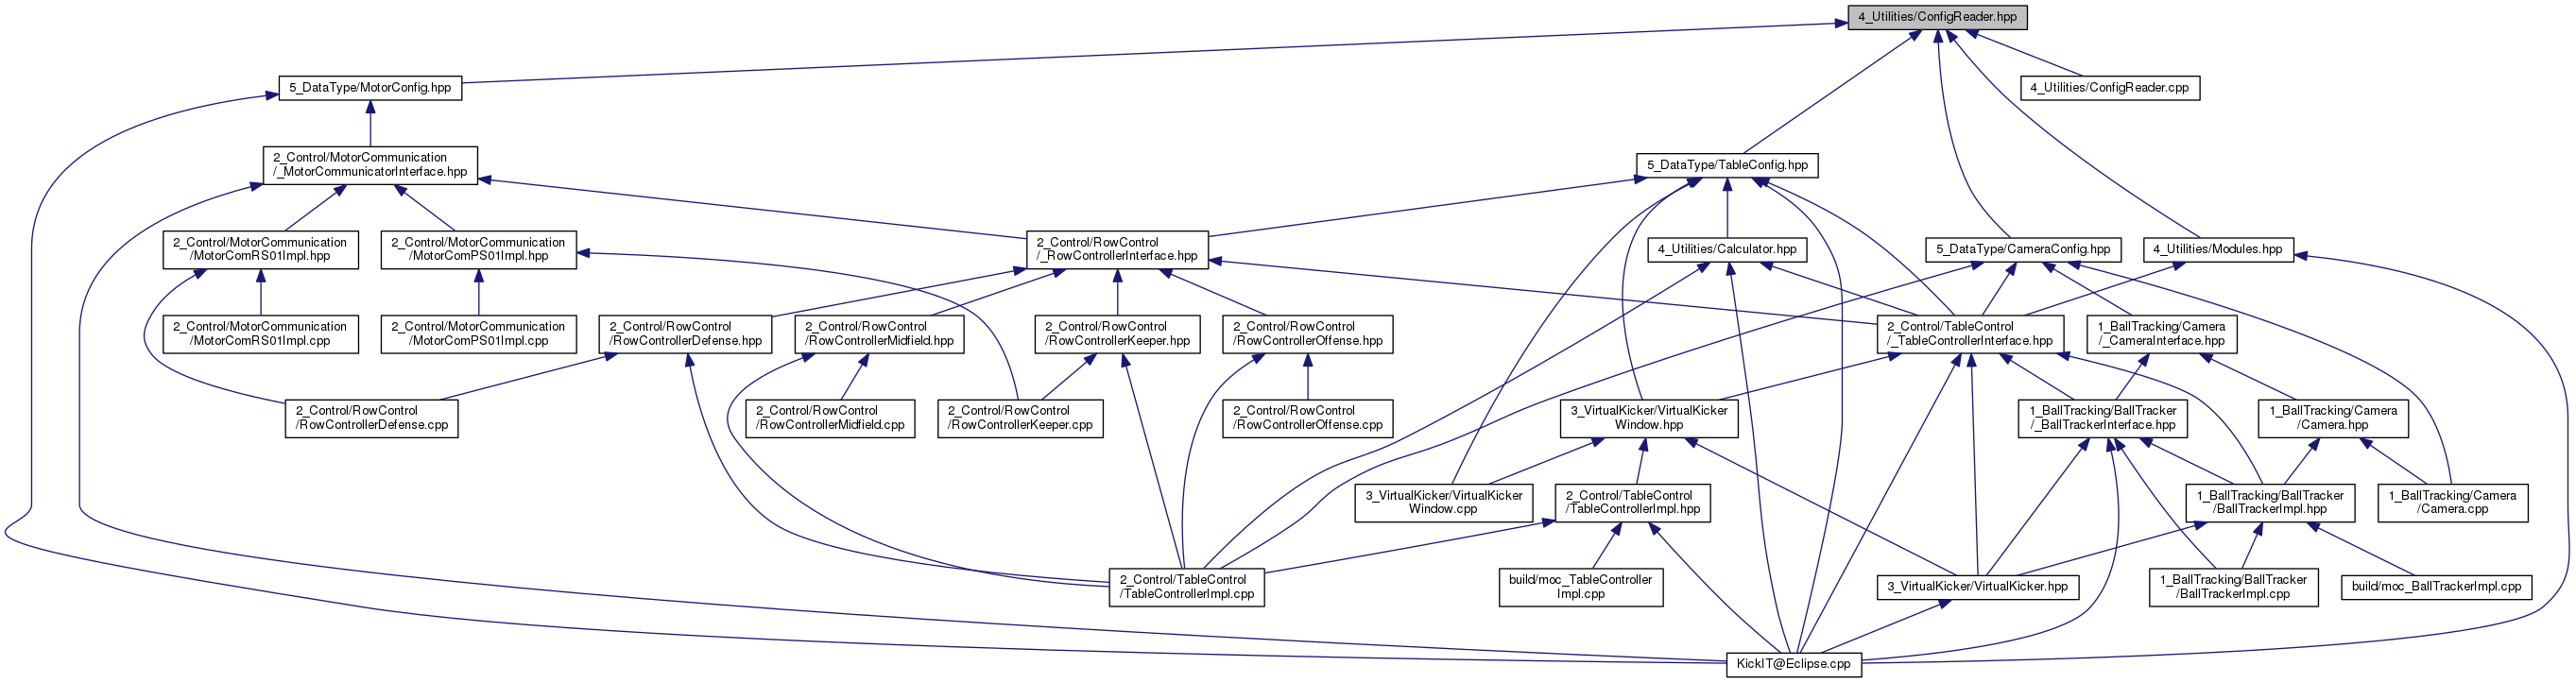 4_Utilities/ConfigReader.hpp
5_DataType/MotorConfig.hpp
4_Utilities/ConfigReader.cpp
2_Control/MotorCommunication
/_MotorCommunicatorInterface.hpp
5_DataType/TableConfig.hpp
2_Control/MotorCommunication
/MotorComRS01Impl.hpp
2_Control/MotorCommunication
/MotorComPS01Impl.hpp
2_Control/RowControl
/_RowControllerInterface.hpp
4_Utilities/Calculator.hpp
5_DataType/CameraConfig.hpp
4_Utilities/Modules.hpp
2_Control/MotorCommunication
/MotorComRS01Impl.cpp
2_Control/MotorCommunication
/MotorComPS01Impl.cpp
2_Control/RowControl
/RowControllerDefense.hpp
2_Control/RowControl
/RowControllerMidfield.hpp
2_Control/RowControl
/RowControllerKeeper.hpp
2_Control/RowControl
/RowControllerOffense.hpp
2_Control/TableControl
/_TableControllerInterface.hpp
1_BallTracking/Camera
/_CameraInterface.hpp
2_Control/RowControl
/RowControllerDefense.cpp
2_Control/RowControl
/RowControllerMidfield.cpp
2_Control/RowControl
/RowControllerKeeper.cpp
2_Control/RowControl
/RowControllerOffense.cpp
3_VirtualKicker/VirtualKicker
Window.hpp
1_BallTracking/BallTracker
/_BallTrackerInterface.hpp
1_BallTracking/Camera
/Camera.hpp
3_VirtualKicker/VirtualKicker
Window.cpp
2_Control/TableControl
/TableControllerImpl.hpp
1_BallTracking/BallTracker
/BallTrackerImpl.hpp
1_BallTracking/Camera
/Camera.cpp
2_Control/TableControl
/TableControllerImpl.cpp
build/moc_TableController
Impl.cpp
3_VirtualKicker/VirtualKicker.hpp
1_BallTracking/BallTracker
/BallTrackerImpl.cpp
build/moc_BallTrackerImpl.cpp
KickIT@Eclipse.cpp